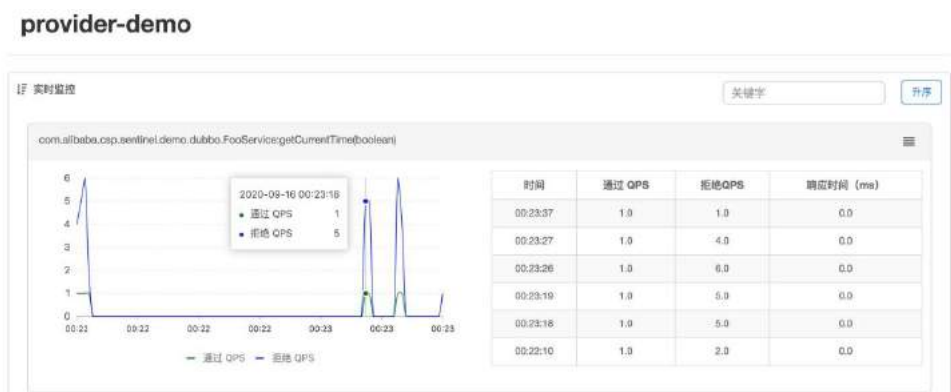 provider-demo
实时监控
关键字
升序
com.alibaba.csp.sentinel.demo.dubbo.FooService:getCurrentTime(boolean)
6
5
4
3
2
1
0
00:22 00:22 00:22 00:22 00:23 00:23 00:23
2020-09-16 00:23:18
通过 QPS 1
拒绝 QPS 5
通过 QPS 拒绝 QPS
时间 通过 QPS 拒绝QPS 响应时间 (ms)
00:23:37 1.0 1.0 0.0
00:23:27 1.0 4.0 0.0
00:23:26 1.0 6.0 0.0
00:23:19 1.0 5.0 0.0
00:23:18 1.0 5.0 0.0
00:22:10 1.0 2.0 0.0